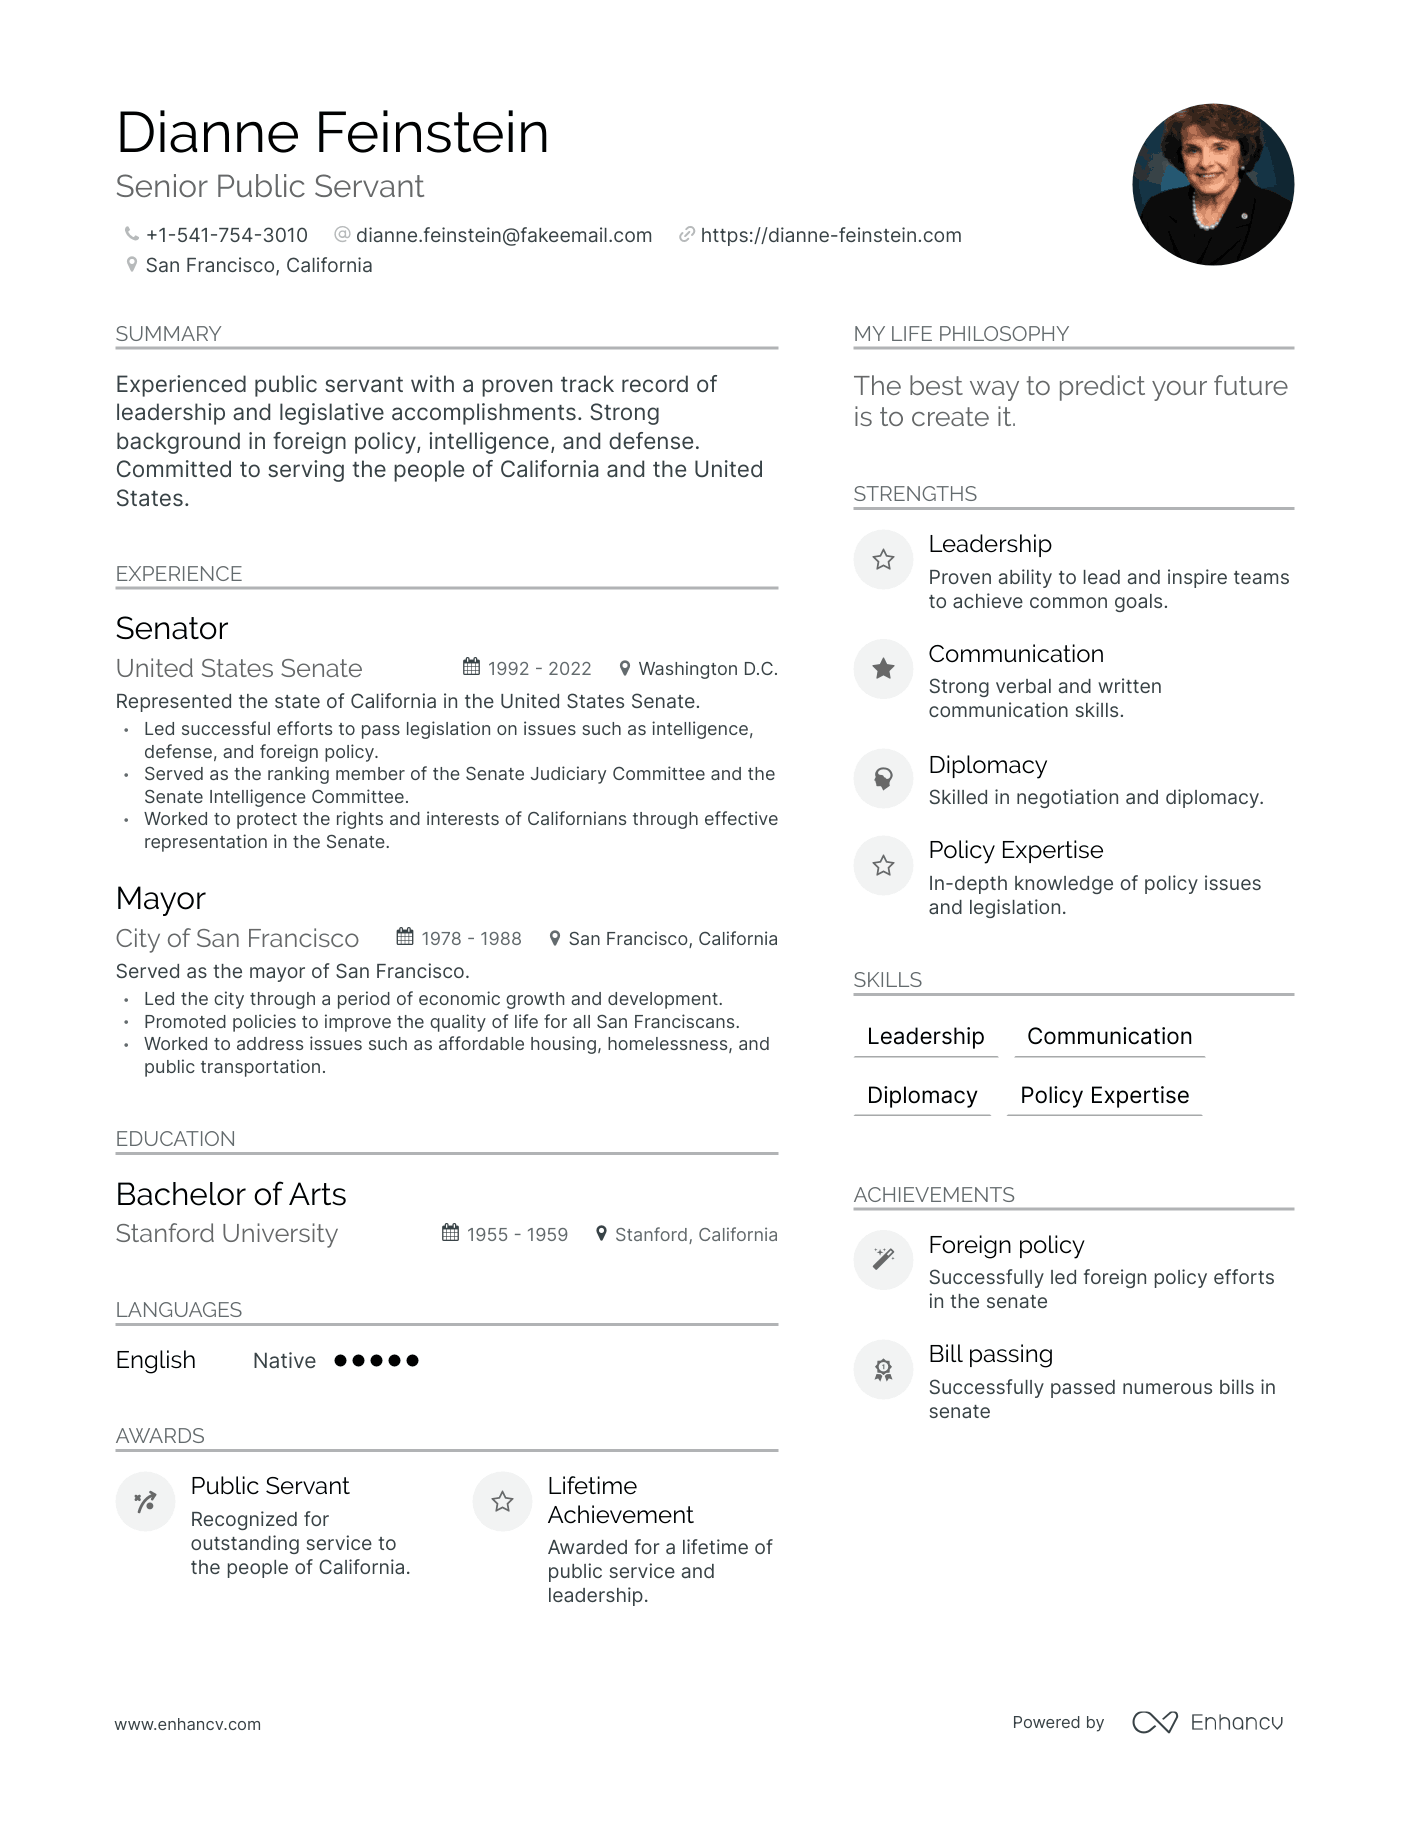 Dianne Feinstein
Senior Public Servant
+1-541-754-3010 dianne.feinstein@fakeemail.com https://dianne-feinstein.com
San Francisco, California
SUMMARY
Experienced public servant with a proven track record of
leadership and legislative accomplishments. Strong
background in foreign policy, intelligence, and defense.
Committed to serving the people of California and the United
States.
EXPERIENCE
Senator
United States Senate 1992 - 2022 Washington D.C.
Represented the state of California in the United States Senate.
• Led successful efforts to pass legislation on issues such as intelligence,
defense, and foreign policy.
• Served as the ranking member of the Senate Judiciary Committee and the
Senate Intelligence Committee.
• Worked to protect the rights and interests of Californians through effective
representation in the Senate.
Mayor
City of San Francisco 1978 - 1988 San Francisco, California
Served as the mayor of San Francisco.
• Led the city through a period of economic growth and development.
• Promoted policies to improve the quality of life for all San Franciscans.
• Worked to address issues such as affordable housing, homelessness, and
public transportation.
EDUCATION
Bachelor of Arts
Stanford University 1955 - 1959 Stanford, California
LANGUAGES
English Native
AWARDS
Public Servant
Recognized for
outstanding service to
the people of California.
Lifetime
Achievement
Awarded for a lifetime of
public service and
leadership.
MY LIFE PHILOSOPHY
The best way to predict your future
is to create it.
STRENGTHS
Leadership
Proven ability to lead and inspire teams
to achieve common goals.
Communication
Strong verbal and written
communication skills.
Diplomacy
Skilled in negotiation and diplomacy.
Policy Expertise
In-depth knowledge of policy issues
and legislation.
SKILLS
Leadership Communication
Diplomacy Policy Expertise
ACHIEVEMENTS
Foreign policy
Successfully led foreign policy efforts
in the senate
Bill passing
Successfully passed numerous bills in
senate
www.enhancv.com
Powered by Enhancv